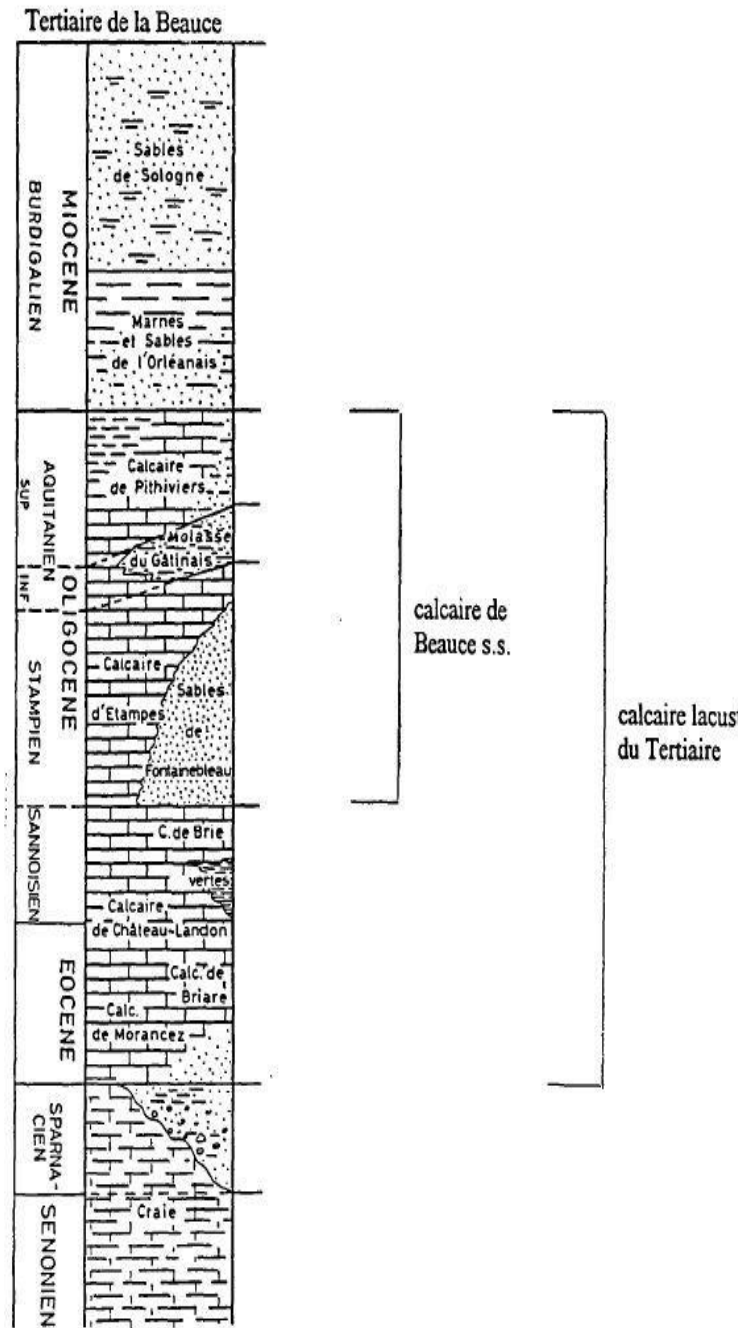 Tertiaire de la Beauce
MIOCENE
BURDIGALIEN
Sables
de Sologne
Marnes
et Sables
de l'Orléanais
OLIGOCENE
AQUITANIEN
SUP
INF
Calcaire
de Pithiviers
Molasse
du Gâtinais
STAMPIEN
Calcaire
d'Etampes
Sables
de
Fontainebleau
calcaire de
Beauce s.s.
calcaire lacust
du Tertiaire
SANNOISIEN
C. de Brie
vertes
Calcaire
de Château-Landon
EOCENE
Calc. de
Briare
Calc.
de Morancez
SPARNA-
CIEN
SENONIEN
Craie